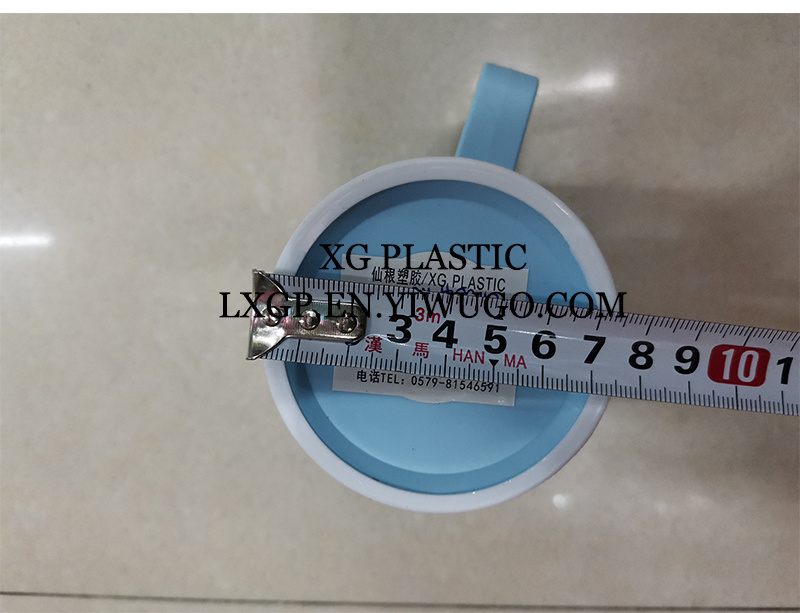 XG PLASTIC
仙根塑胶/XG PLASTIC
LXGP.EN.YIWUGO.COM
3m
3 4 5 6 7 8 9 10 1
漢 馬 HAN MA
电话TEL: 0579-81546591